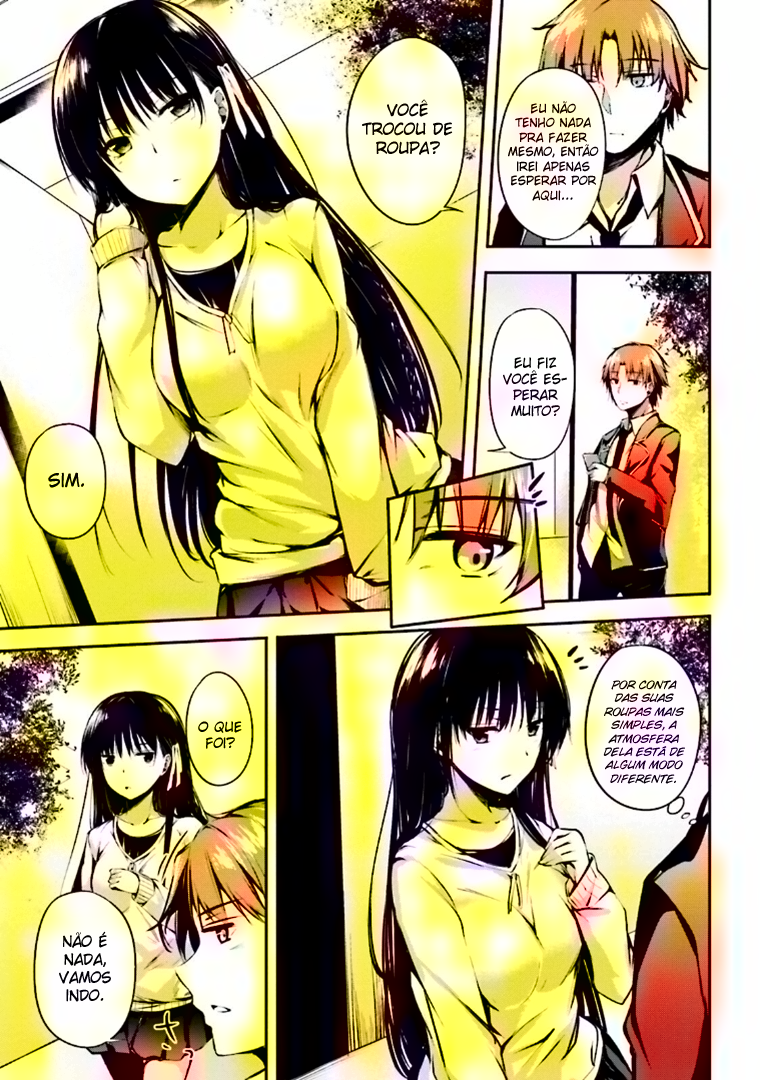 EU NÃO
TENHO NADA
PRA FAZER
MESMO, ENTÃO
IREI APENAS
ESPERAR POR
AQUI...
EU FIZ
VOCÊ ES-
PERAR
MUITO?
VOCÊ
TROCOU DE
ROUPA?
SIM.
POR CONTA
DAS SUAS
ROUPAS MAIS
SIMPLES, A
ATMOSFERA
DELA ESTÁ DE
ALGUM MODO
DIFERENTE.
O QUE
FOI?
NÃO É
NADA,
VAMOS
INDO.